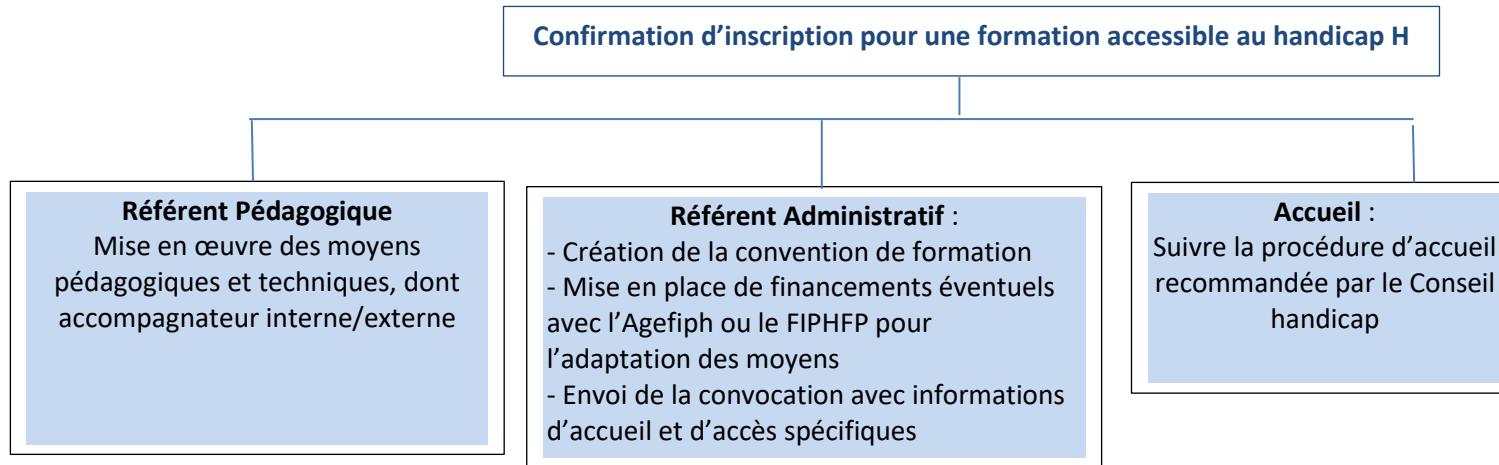 Confirmation d’inscription pour une formation accessible au handicap H
Référent Pédagogique
Mise en œuvre des moyens
pédagogiques et techniques, dont
accompagnateur interne/externe
Référent Administratif :
- Création de la convention de formation
- Mise en place de financements éventuels
avec l’Agefiph ou le FIPHFP pour
l’adaptation des moyens
- Envoi de la convocation avec informations
d’accueil et d’accès spécifiques
Accueil :
Suivre la procédure d’accueil
recommandée par le Conseil
handicap